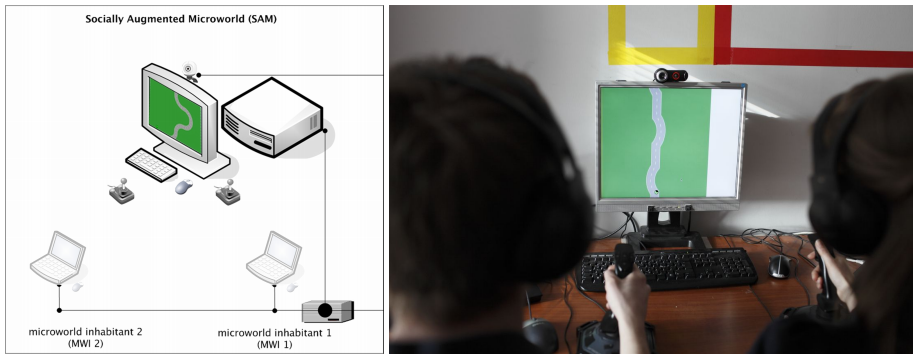 Socially Augmented Microworld (SAM)
microworld inhabitant 2
(MWI 2)
microworld inhabitant 1
(MWI 1)